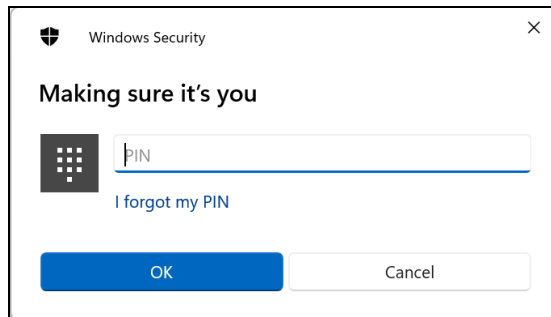 Windows Security
Making sure it’s you
PIN
I forgot my PIN
OK
Cancel